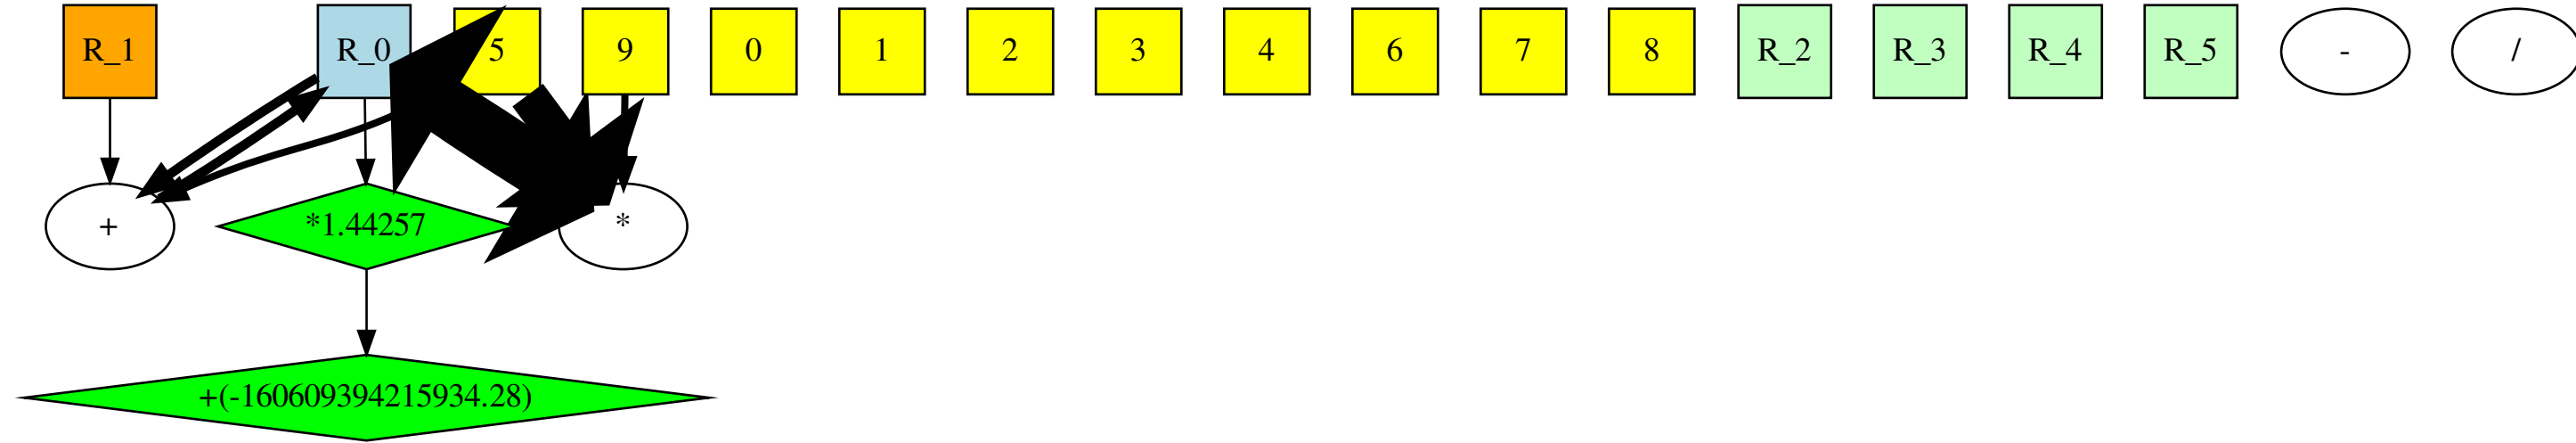 R_1 R_0 5 9 0 1 2 3 4 6 7 8 R_2 R_3 R_4 R_5 - /
+ *1.44257 *
+(-160609394215934.28)